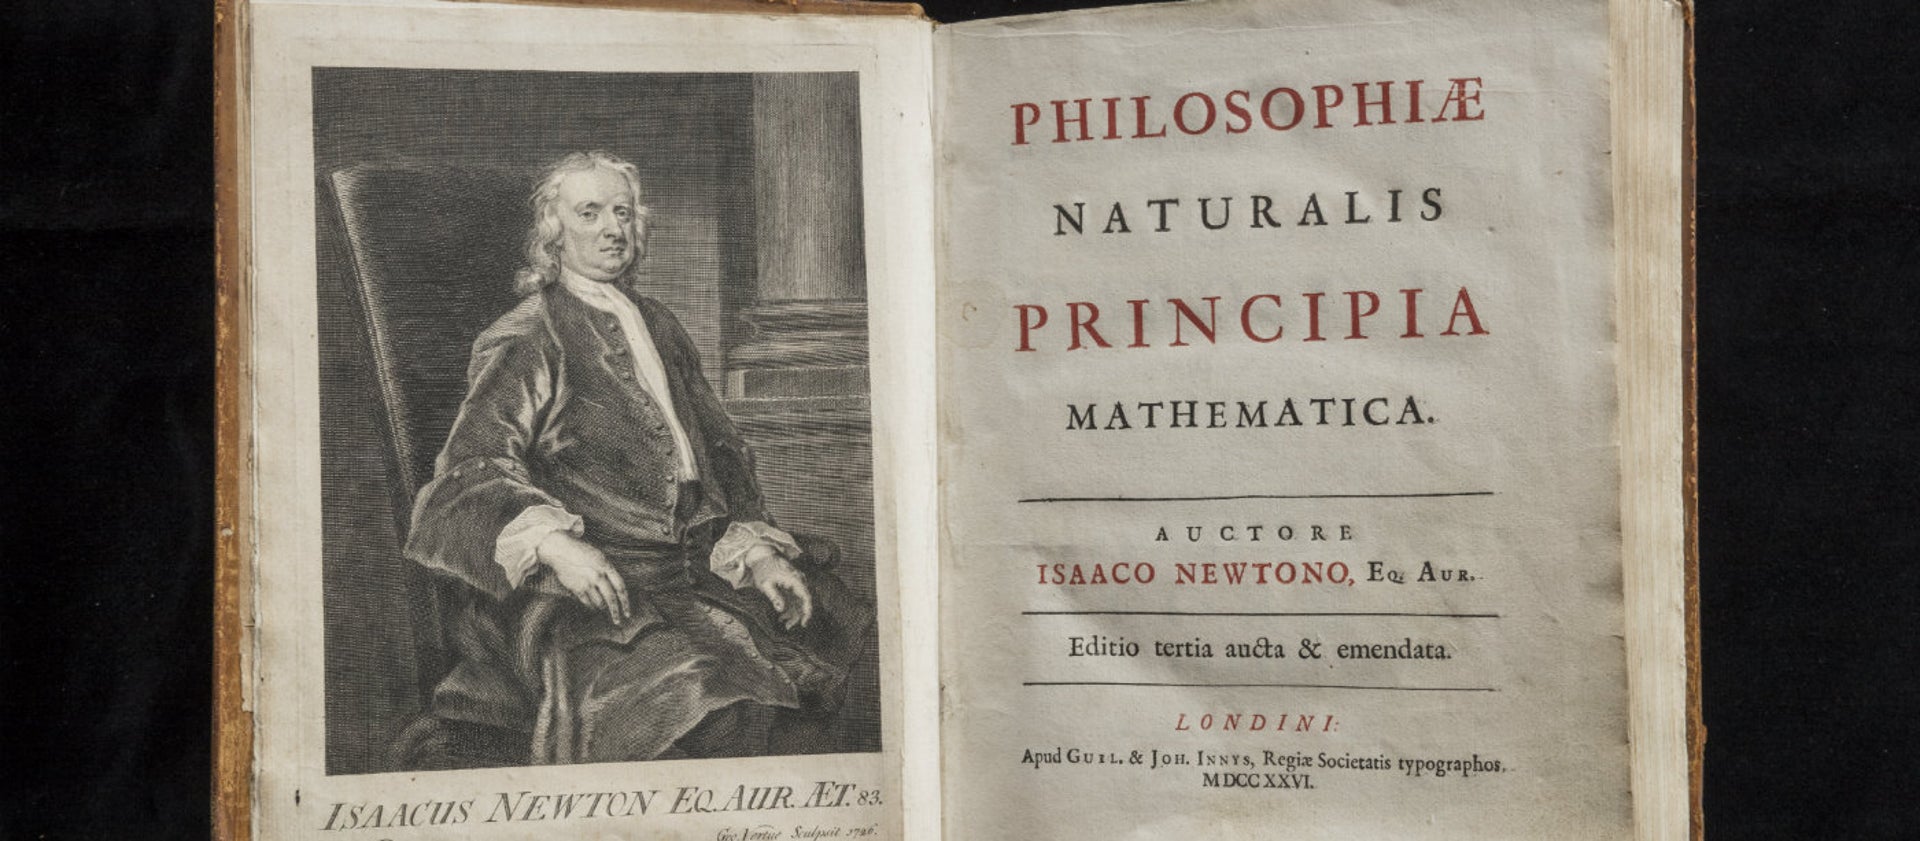 ISAACUS NEWTON EQ. AUR. ÆT. 83.
Geo. Vertue Sculpsit 1726.
PHILOSOPHIÆ
NATURALIS
PRINCIPIA
MATHEMATICA.
AUCTORE
ISAACO NEWTONO, EQ. AUR.
Editio tertia aucta & emendata.
LONDINI:
Apud GUIL. & JOH. INNYS, Regiæ Societatis typographos.
MDCCXXVI.